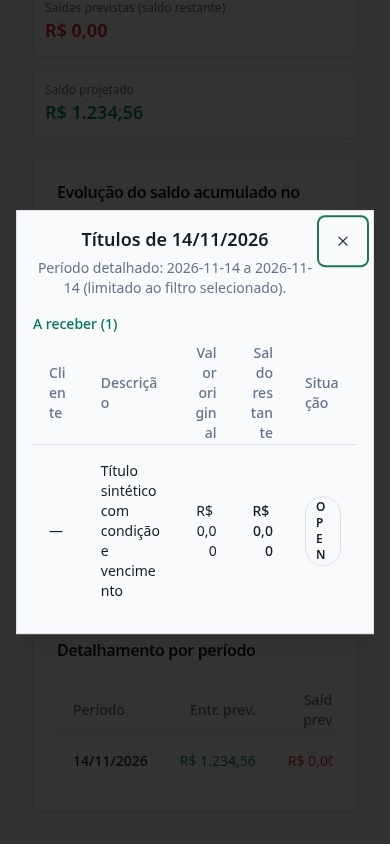 Saídas previstas (saldo restante)
R$ 0,00
Saldo projetado
R$ 1.234,56
Evolução do saldo acumulado no
Títulos de 14/11/2026
×
Período detalhado: 2026-11-14 a 2026-11-
14 (limitado ao filtro selecionado).
A receber (1)
Cli
en
te
Descriçã
o
Val
or
ori
gin
al
Sal
do
res
tan
te
Situa
ção
—
Título
sintético
com
condição
e
vencime
nto
R$
0,0
0
R$
0,0
0
O
P
E
N
Detalhamento por período
Período
Entr. prev.
Saíd
prev
14/11/2026
R$ 1.234,56
R$ 0,00